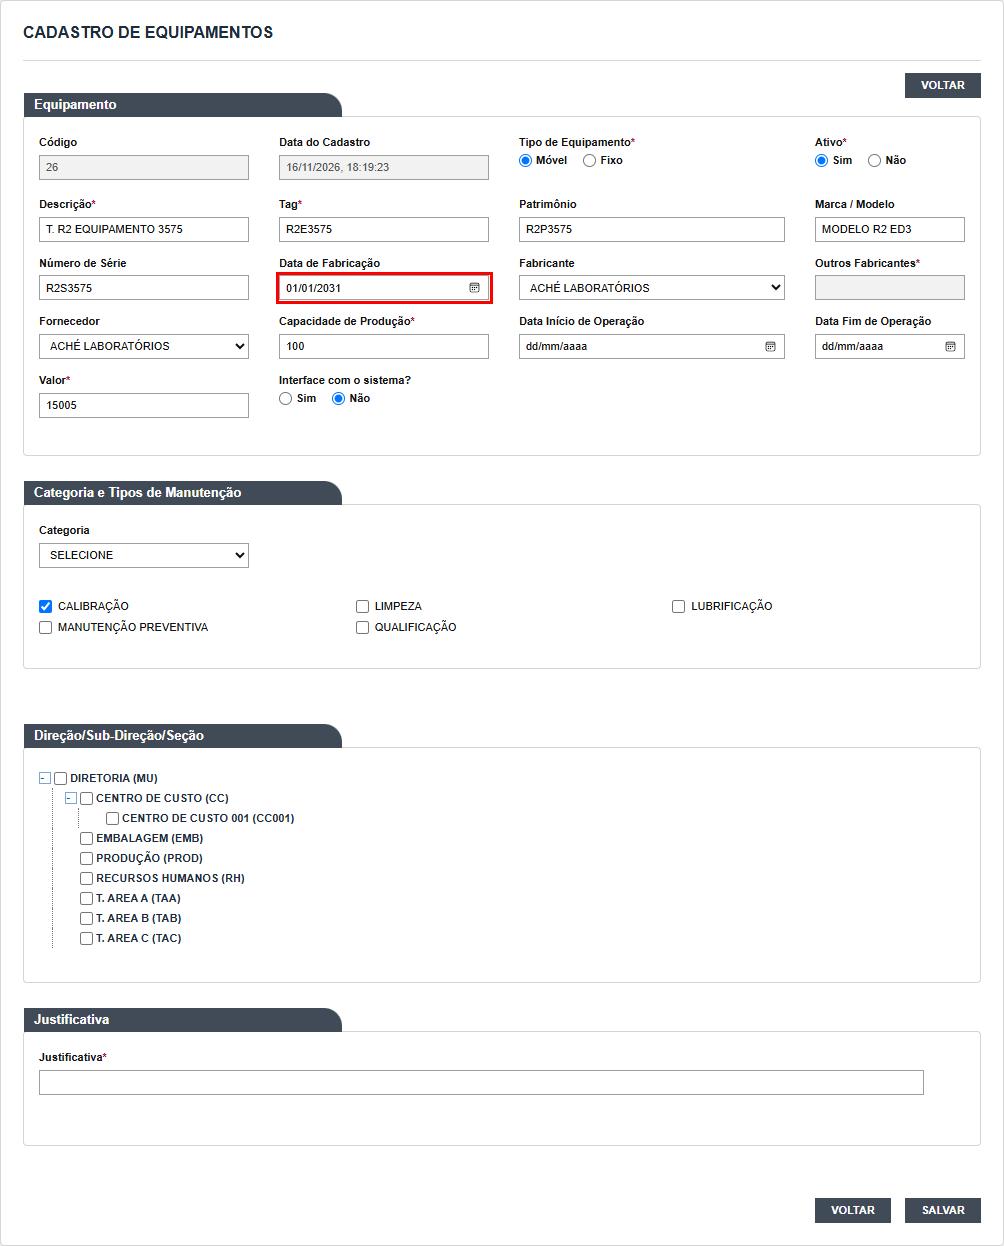 CADASTRO DE EQUIPAMENTOS
VOLTAR
Equipamento
Código
Data do Cadastro
Tipo de Equipamento*
Ativo*
26
16/11/2026, 18:19:23
Móvel
Fixo
Sim
Não
Descrição*
Tag*
Patrimônio
Marca / Modelo
T. R2 EQUIPAMENTO 3575
R2E3575
R2P3575
MODELO R2 ED3
Número de Série
Data de Fabricação
Fabricante
Outros Fabricantes*
R2S3575
01/01/2031
ACHÉ LABORATÓRIOS
Fornecedor
Capacidade de Produção*
Data Início de Operação
Data Fim de Operação
ACHÉ LABORATÓRIOS
100
dd/mm/aaaa
dd/mm/aaaa
Valor*
Interface com o sistema?
15005
Sim
Não
Categoria e Tipos de Manutenção
Categoria
SELECIONE
CALIBRAÇÃO
LIMPEZA
LUBRIFICAÇÃO
MANUTENÇÃO PREVENTIVA
QUALIFICAÇÃO
Direção/Sub-Direção/Seção
DIRETORIA (MU)
CENTRO DE CUSTO (CC)
CENTRO DE CUSTO 001 (CC001)
EMBALAGEM (EMB)
PRODUÇÃO (PROD)
RECURSOS HUMANOS (RH)
T. AREA A (TAA)
T. AREA B (TAB)
T. AREA C (TAC)
Justificativa
Justificativa*
VOLTAR
SALVAR